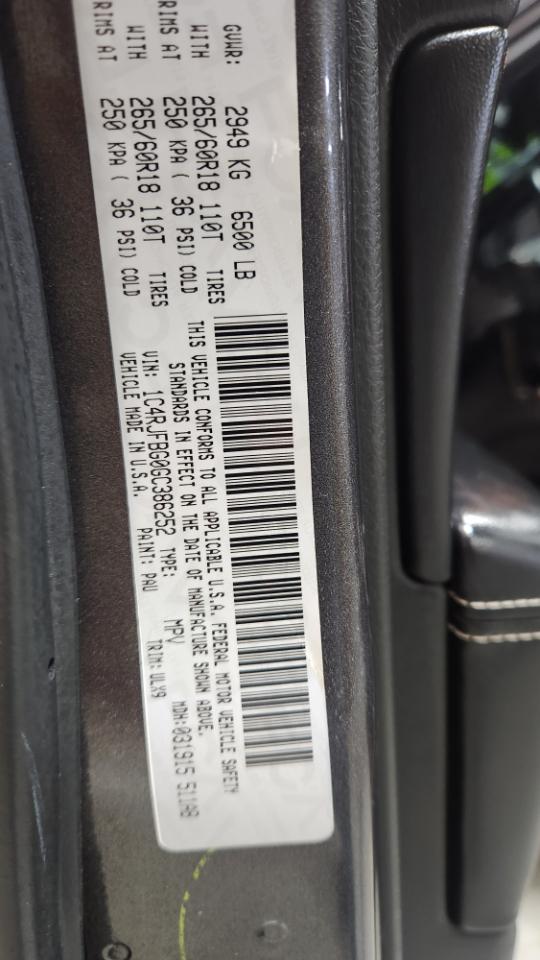 GVWR: 2949 KG 6500 LB
WITH 265/60R18 110T TIRES
RIMS AT 250 KPA ( 36 PSI) COLD
WITH 265/60R18 110T TIRES
RIMS AT 250 KPA ( 36 PSI) COLD
THIS VEHICLE CONFORMS TO ALL APPLICABLE U.S.A. FEDERAL MOTOR VEHICLE SAFETY
STANDARDS IN EFFECT ON THE DATE OF MANUFACTURE SHOWN ABOVE.
VIN: 1C4RJFBG0GC386252 TYPE: MPV MDH:031915 511AB
VEHICLE MADE IN U.S.A. PAINT: PAU TRIM: VLX9